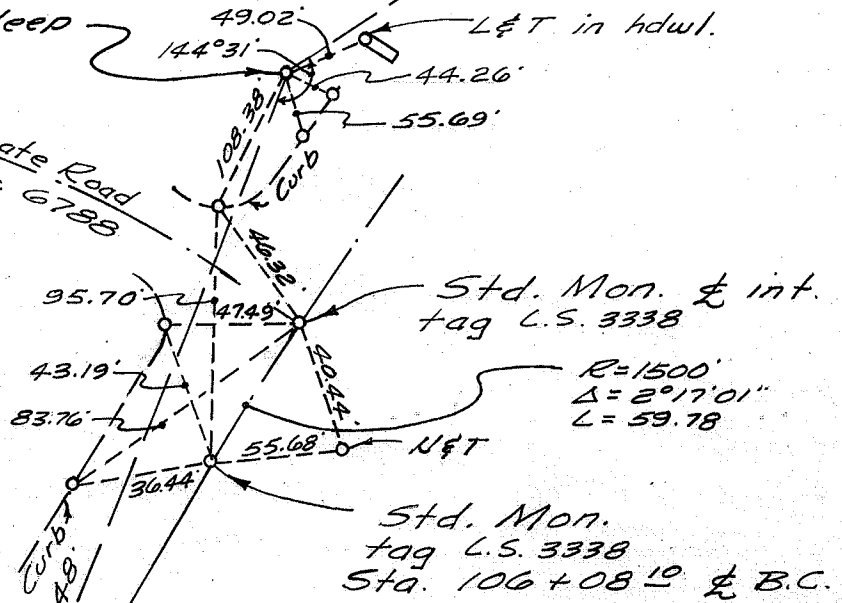 49.02'
L&T in hdwl.
144°31'
44.26'
55.69'
108.38'
Curb
Road
6788
46.32'
95.70'
47.49'
Std. Mon. ℄ int.
tag L.S. 3338
43.19'
40.44'
R=1500'
Δ=2°17'01"
L=59.78
83.76'
55.68'
N&T
36.44'
Std. Mon.
tag L.S. 3338
Sta. 106+08 10 ℄ B.C.
Curb
48'